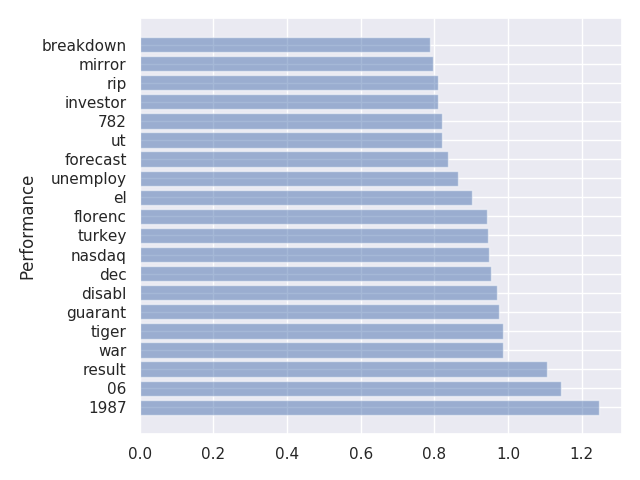 breakdown
mirror
rip
investor
782
ut
forecast
unemploy
el
florenc
turkey
nasdaq
dec
disabl
guarant
tiger
war
result
06
1987
Performance
0.0 0.2 0.4 0.6 0.8 1.0 1.2